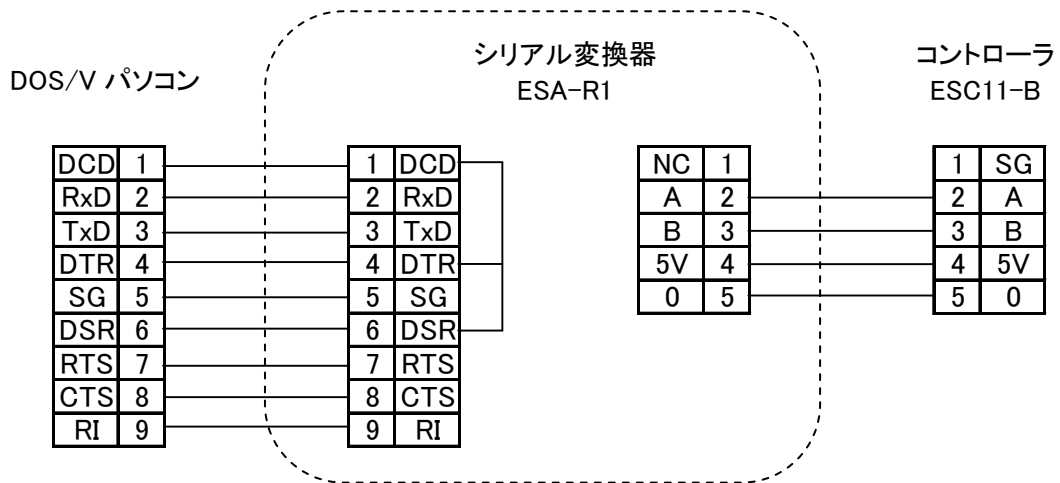 シリアル変換器
ESA-R1
コントローラ
ESC11-B
DOS/V パソコン
DCD 1
RxD 2
TxD 3
DTR 4
SG 5
DSR 6
RTS 7
CTS 8
RI 9
1 DCD
2 RxD
3 TxD
4 DTR
5 SG
6 DSR
7 RTS
8 CTS
9 RI
NC 1
A 2
B 3
5V 4
0 5
1 SG
2 A
3 B
4 5V
5 0